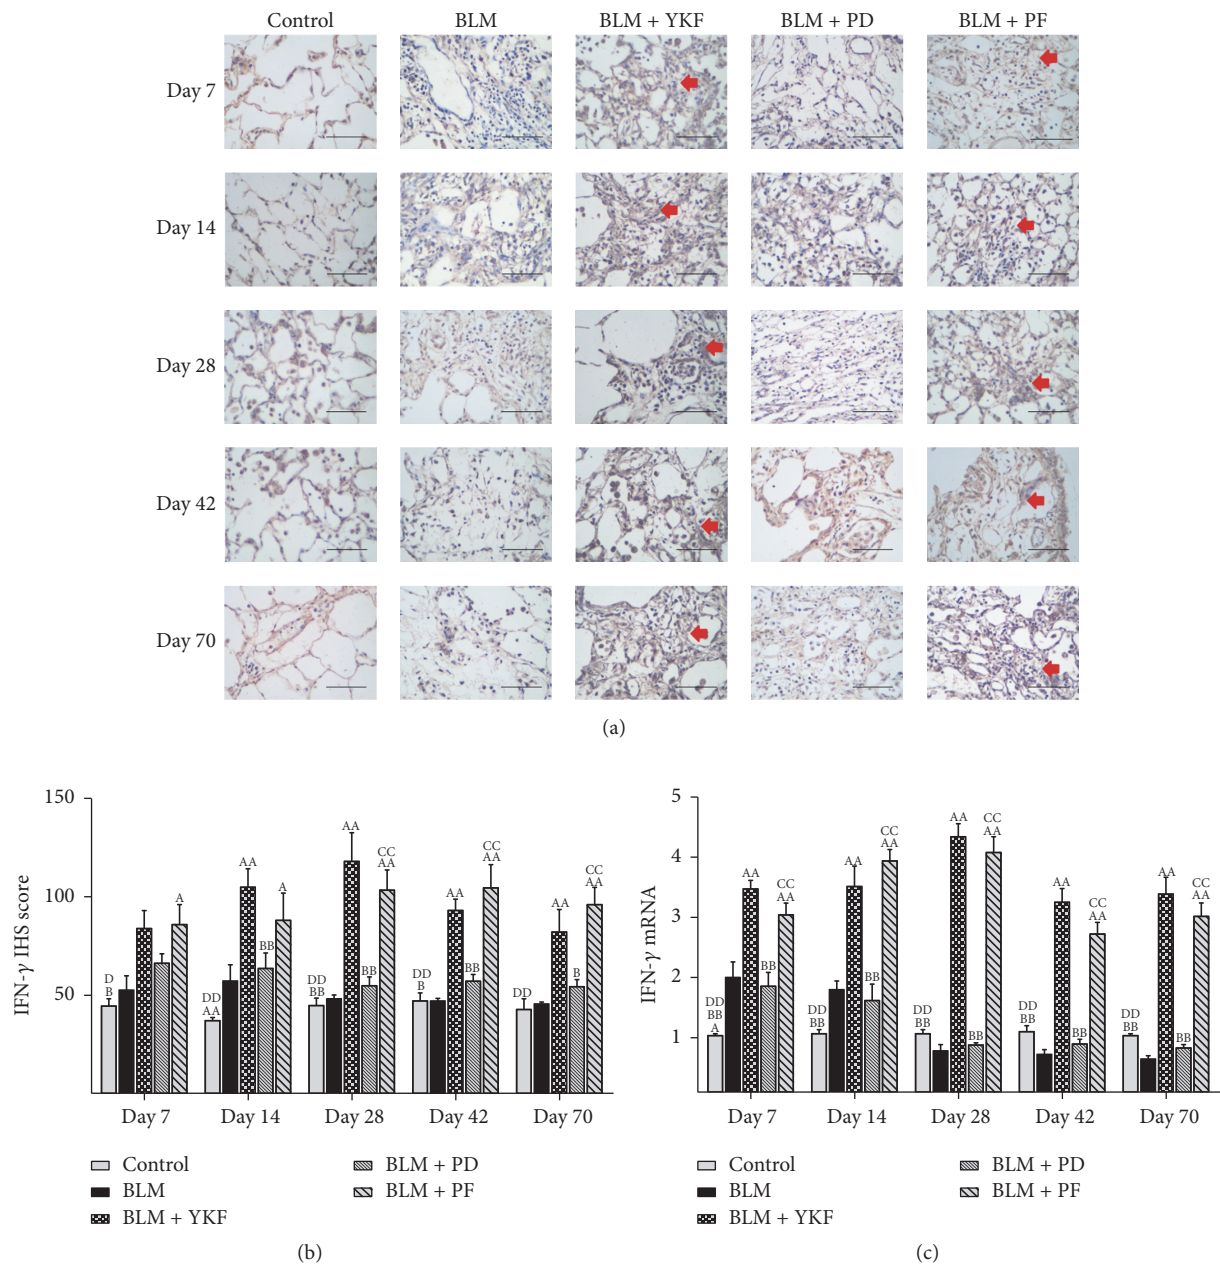 Control BLM BLM + YKF BLM + PD BLM + PF
Day 7
Day 14
Day 28
Day 42
Day 70
(a)
IFN-γ IHS score
150
100
50
D
B
A
DD
AA
AA
BB
A
DD
BB
AA
BB
CC
AA
DD
B
AA
BB
CC
AA
DD
AA
B
CC
AA
Day 7 Day 14 Day 28 Day 42 Day 70
Control
BLM
BLM + YKF
BLM + PD
BLM + PF
(b)
IFN-γ mRNA
5
4
3
2
1
DD
BB
A
AA
BB
CC
AA
DD
BB
AA
BB
CC
AA
DD
BB
AA
BB
CC
AA
DD
BB
AA
BB
CC
AA
DD
BB
AA
BB
CC
AA
Day 7 Day 14 Day 28 Day 42 Day 70
Control
BLM
BLM + YKF
BLM + PD
BLM + PF
(c)